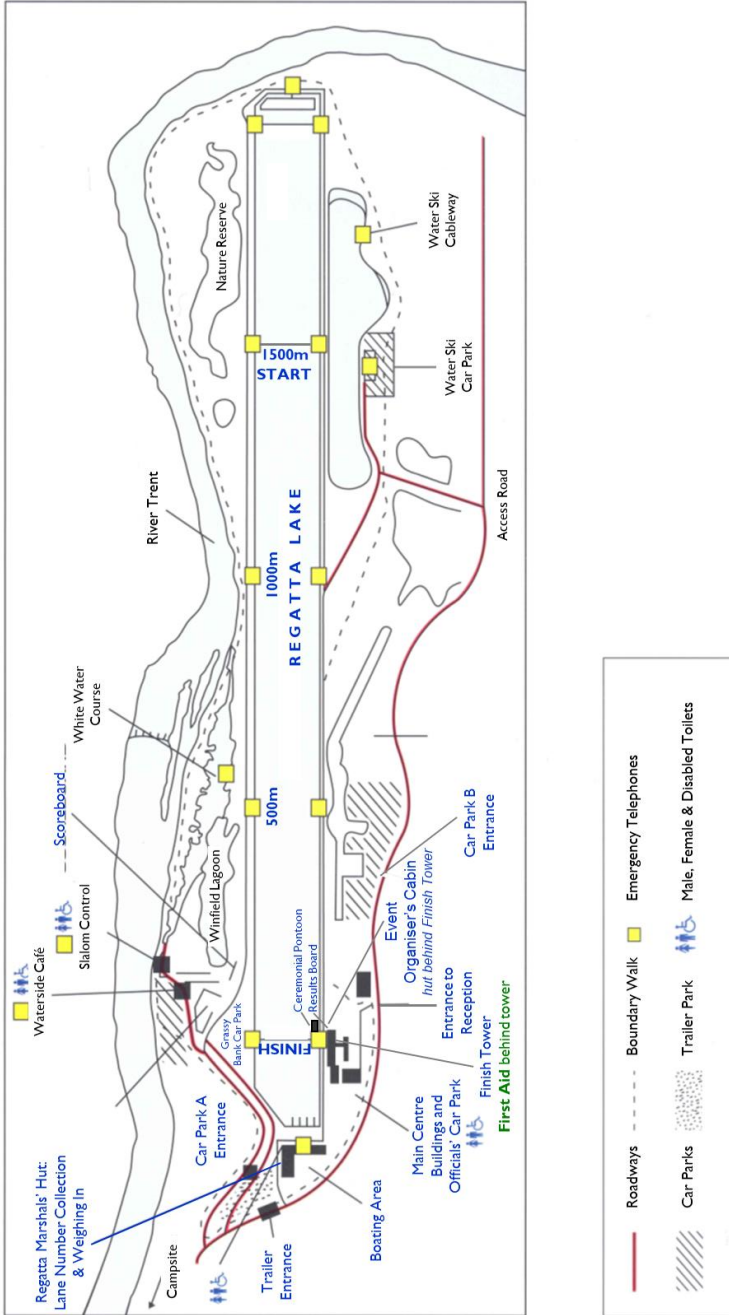 Nature Reserve
River Trent
Water Ski
Cableway
Water Ski
Car Park
Access Road
1500m
START
1000m
REGATTA LAKE
500m
White Water
Course
Scoreboard
Slalom Control
Waterside Café
Winfield Lagoon
Grassy
Bank Car Park
Ceremonial Pontoon
Results Board
FINISH
Car Park A
Entrance
Car Park B
Entrance
Event
Organiser's Cabin
hut behind Finish Tower
Entrance to
Reception
Finish Tower
First Aid behind tower
Main Centre
Buildings and
Officials' Car Park
Boating Area
Trailer
Entrance
Campsite
Regatta Marshals' Hut:
Lane Number Collection
& Weighing In
Roadways
Boundary Walk
Emergency Telephones
Car Parks
Trailer Park
Male, Female & Disabled Toilets